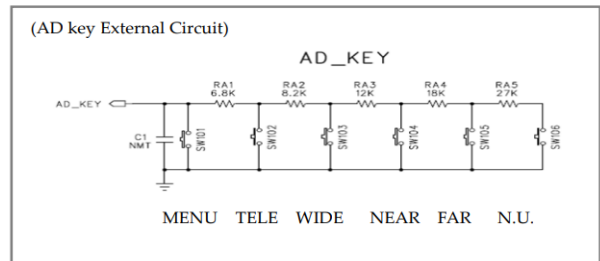 (AD key External Circuit)
AD_KEY
RA1 RA2 RA3 RA4 RA5
6.8K 8.2K 12K 18K 27K
AD_KEY
C1
NMT
SW101 SW102 SW103 SW104 SW105 SW106
MENU TELE WIDE NEAR FAR N.U.